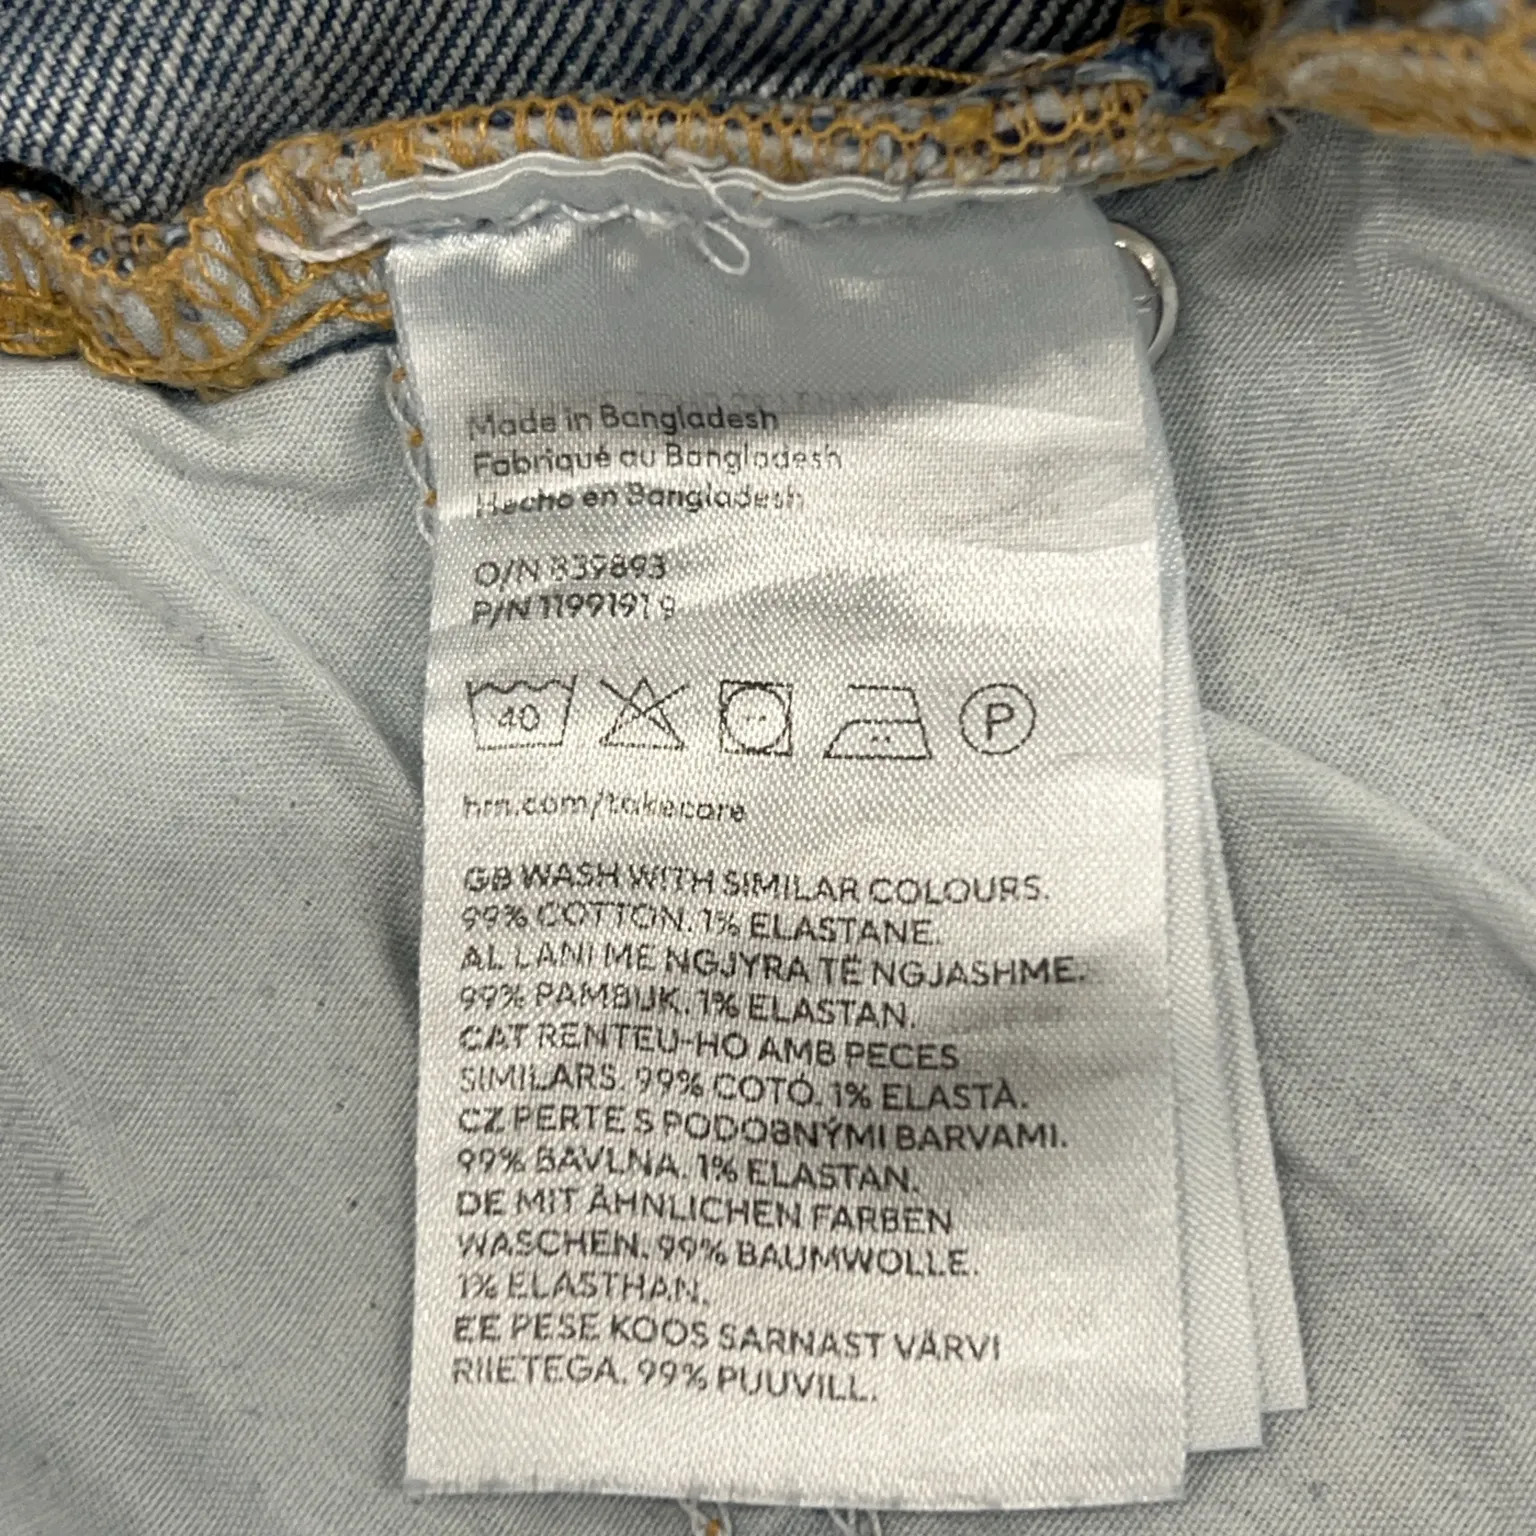 Made in Bangladesh
Fabriqué au Bangladesh
Hecho en Bangladesh
O/N 839893
P/N 1199191 9
40
P
hm.com/takecare
GB WASH WITH SIMILAR COLOURS.
99% COTTON. 1% ELASTANE.
AL LANI ME NGJYRA TË NGJASHME.
99% PAMBUK. 1% ELASTAN.
CAT RENTEU-HO AMB PECES
SIMILARS. 99% COTÓ. 1% ELASTÀ.
CZ PERTE S PODOBNÝMI BARVAMI.
99% BAVLNA. 1% ELASTAN.
DE MIT ÄHNLICHEN FARBEN
WASCHEN. 99% BAUMWOLLE.
1% ELASTHAN.
EE PESE KOOS SARNAST VÄRVI
RIIETEGA. 99% PUUVILL.